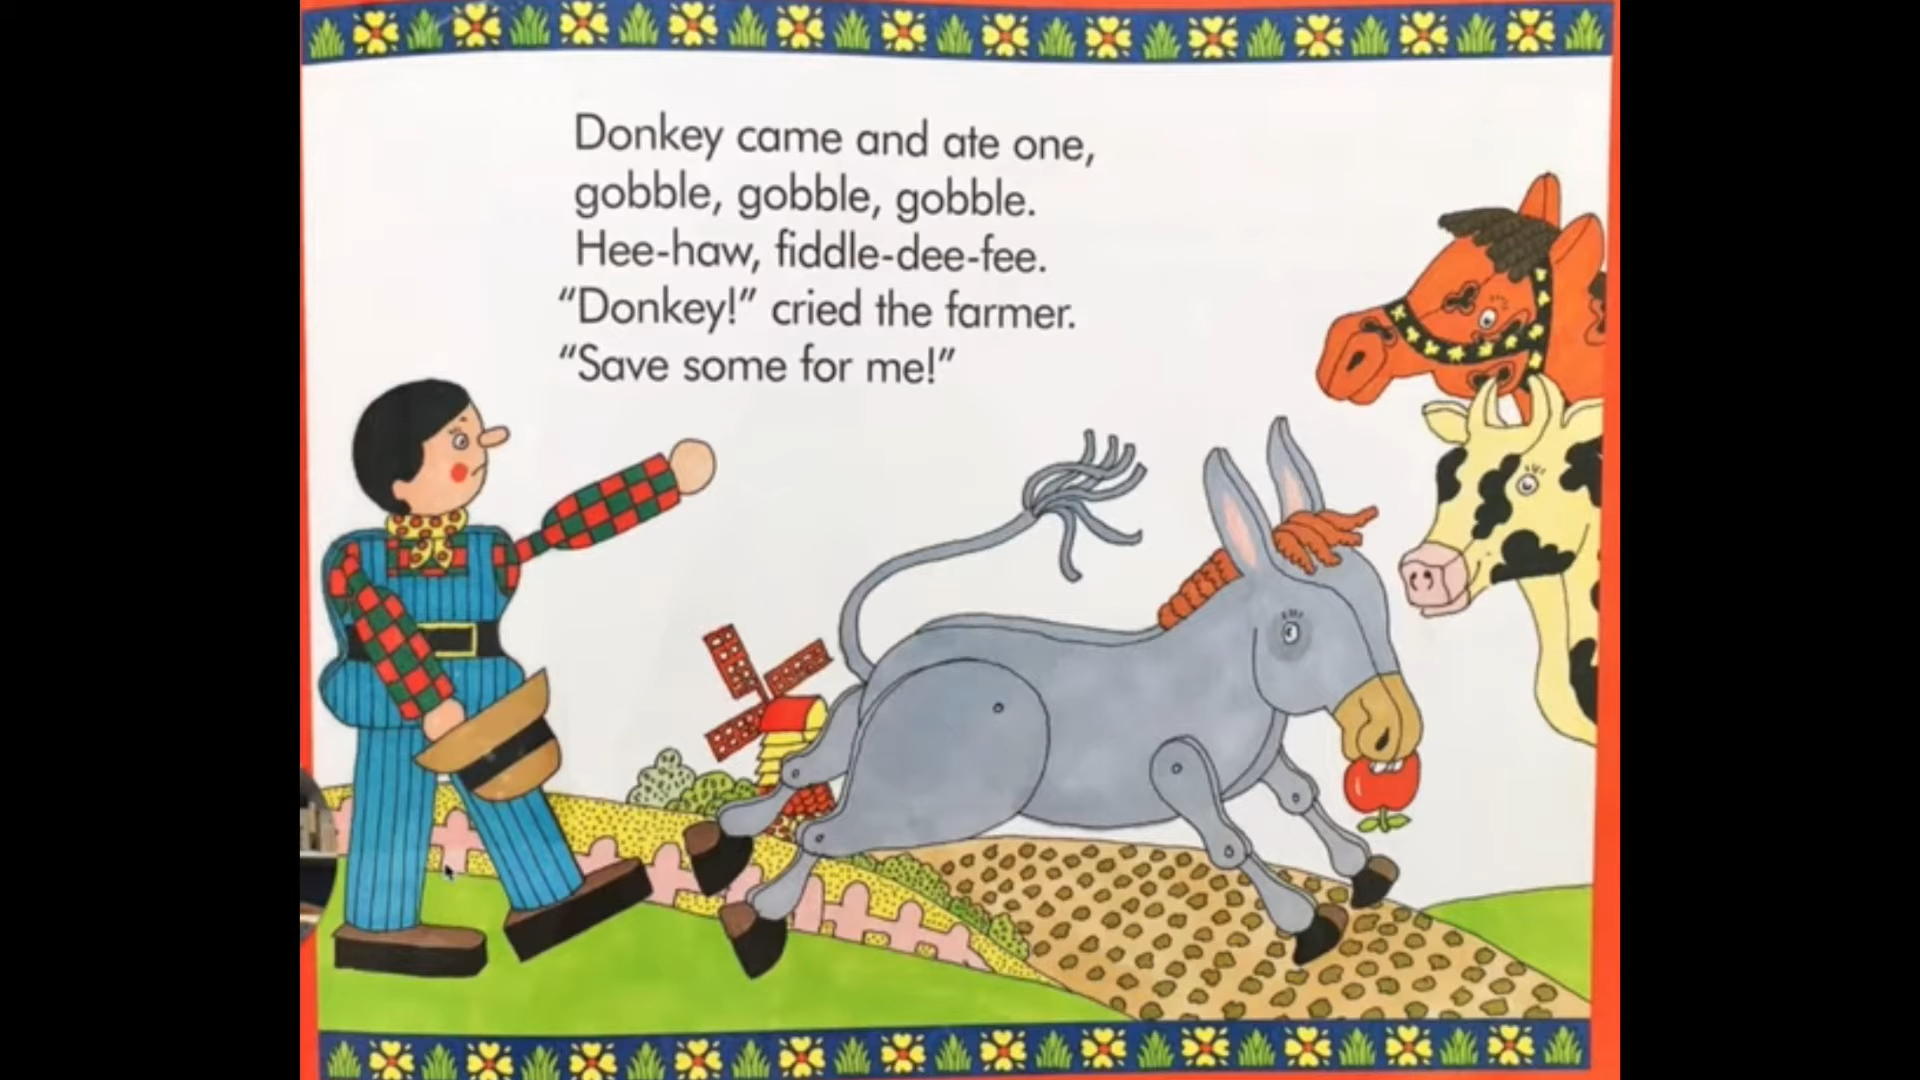 Donkey came and ate one,
gobble, gobble, gobble.
Hee-haw, fiddle-dee-fee.
“Donkey!” cried the farmer.
“Save some for me!”